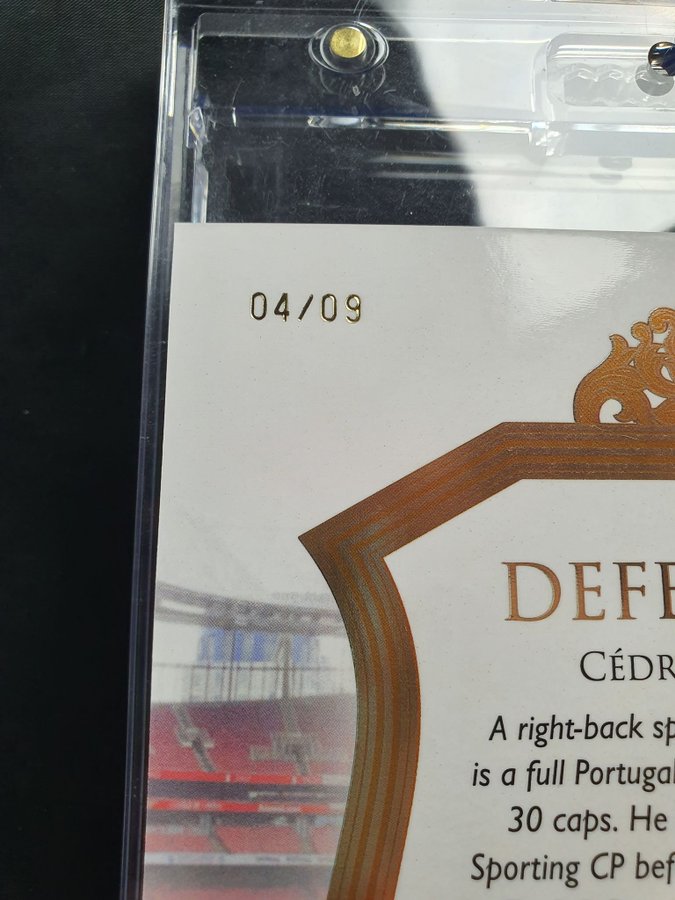 04/09
DEFE
CÉDR
A right-back sp
is a full Portugal
30 caps. He
Sporting CP bef